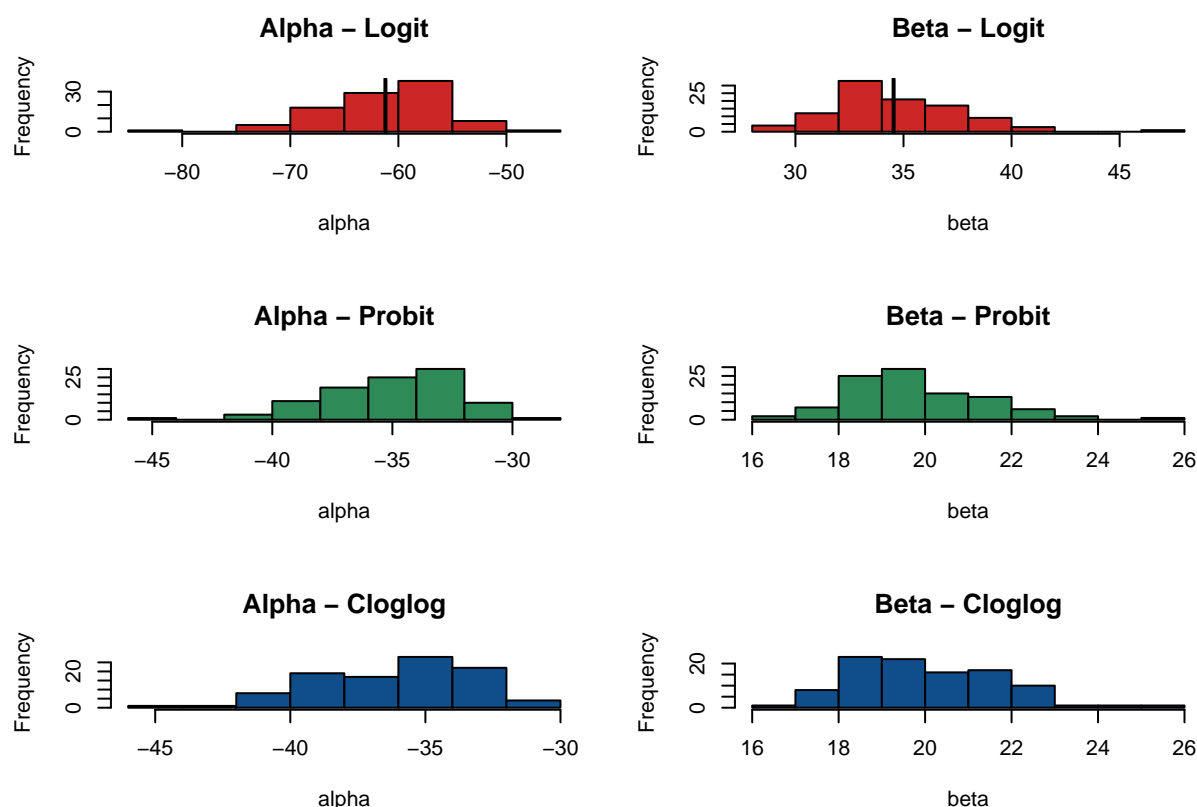 Alpha – Logit
Frequency
0 30
−80 −70 −60 −50
alpha
Beta – Logit
Frequency
0 25
30 35 40 45
beta
Alpha – Probit
Frequency
0 25
−45 −40 −35 −30
alpha
Beta – Probit
Frequency
0 25
16 18 20 22 24 26
beta
Alpha – Cloglog
Frequency
0 20
−45 −40 −35 −30
alpha
Beta – Cloglog
Frequency
0 20
16 18 20 22 24 26
beta